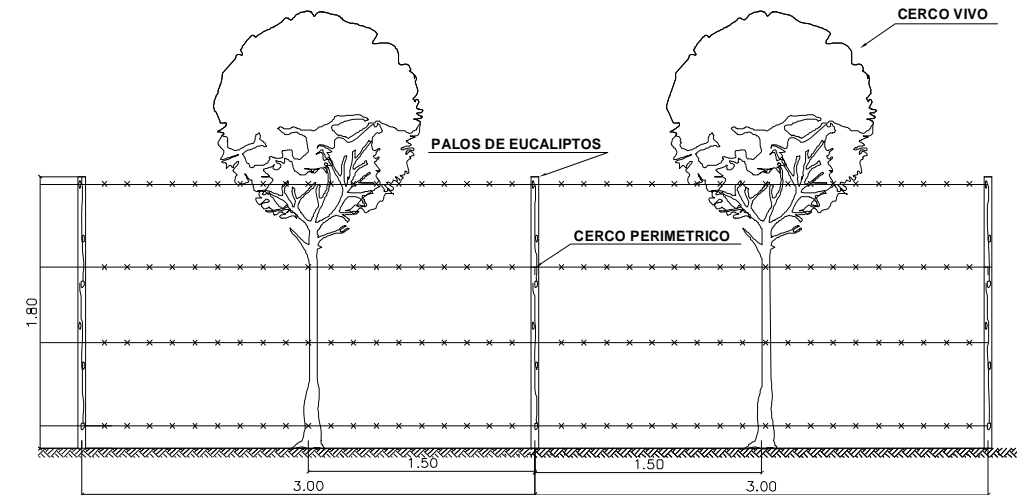 CERCO VIVO
PALOS DE EUCALIPTOS
CERCO PERIMETRICO
1.80
1.50
1.50
3.00
3.00